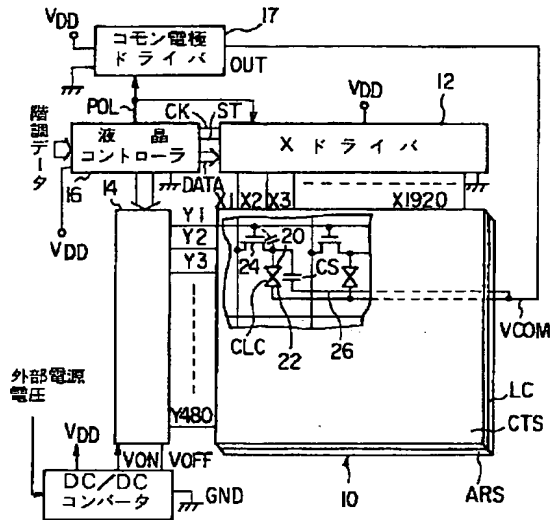 17
VDD
コモン電極
ドライバ
OUT
POL
CK
ST
VDD
12
階調
データ
液晶
コントローラ
X ドライバ
DATA
16
14
X1
X2
X3
X1920
VDD
Y1
Y2
Y3
20
24
CS
CLC
22
26
VCOM
外部電源
電圧
LC
CTS
Y480
VDD
VON
VOFF
DC/DC
コンバータ
GND
10
ARS